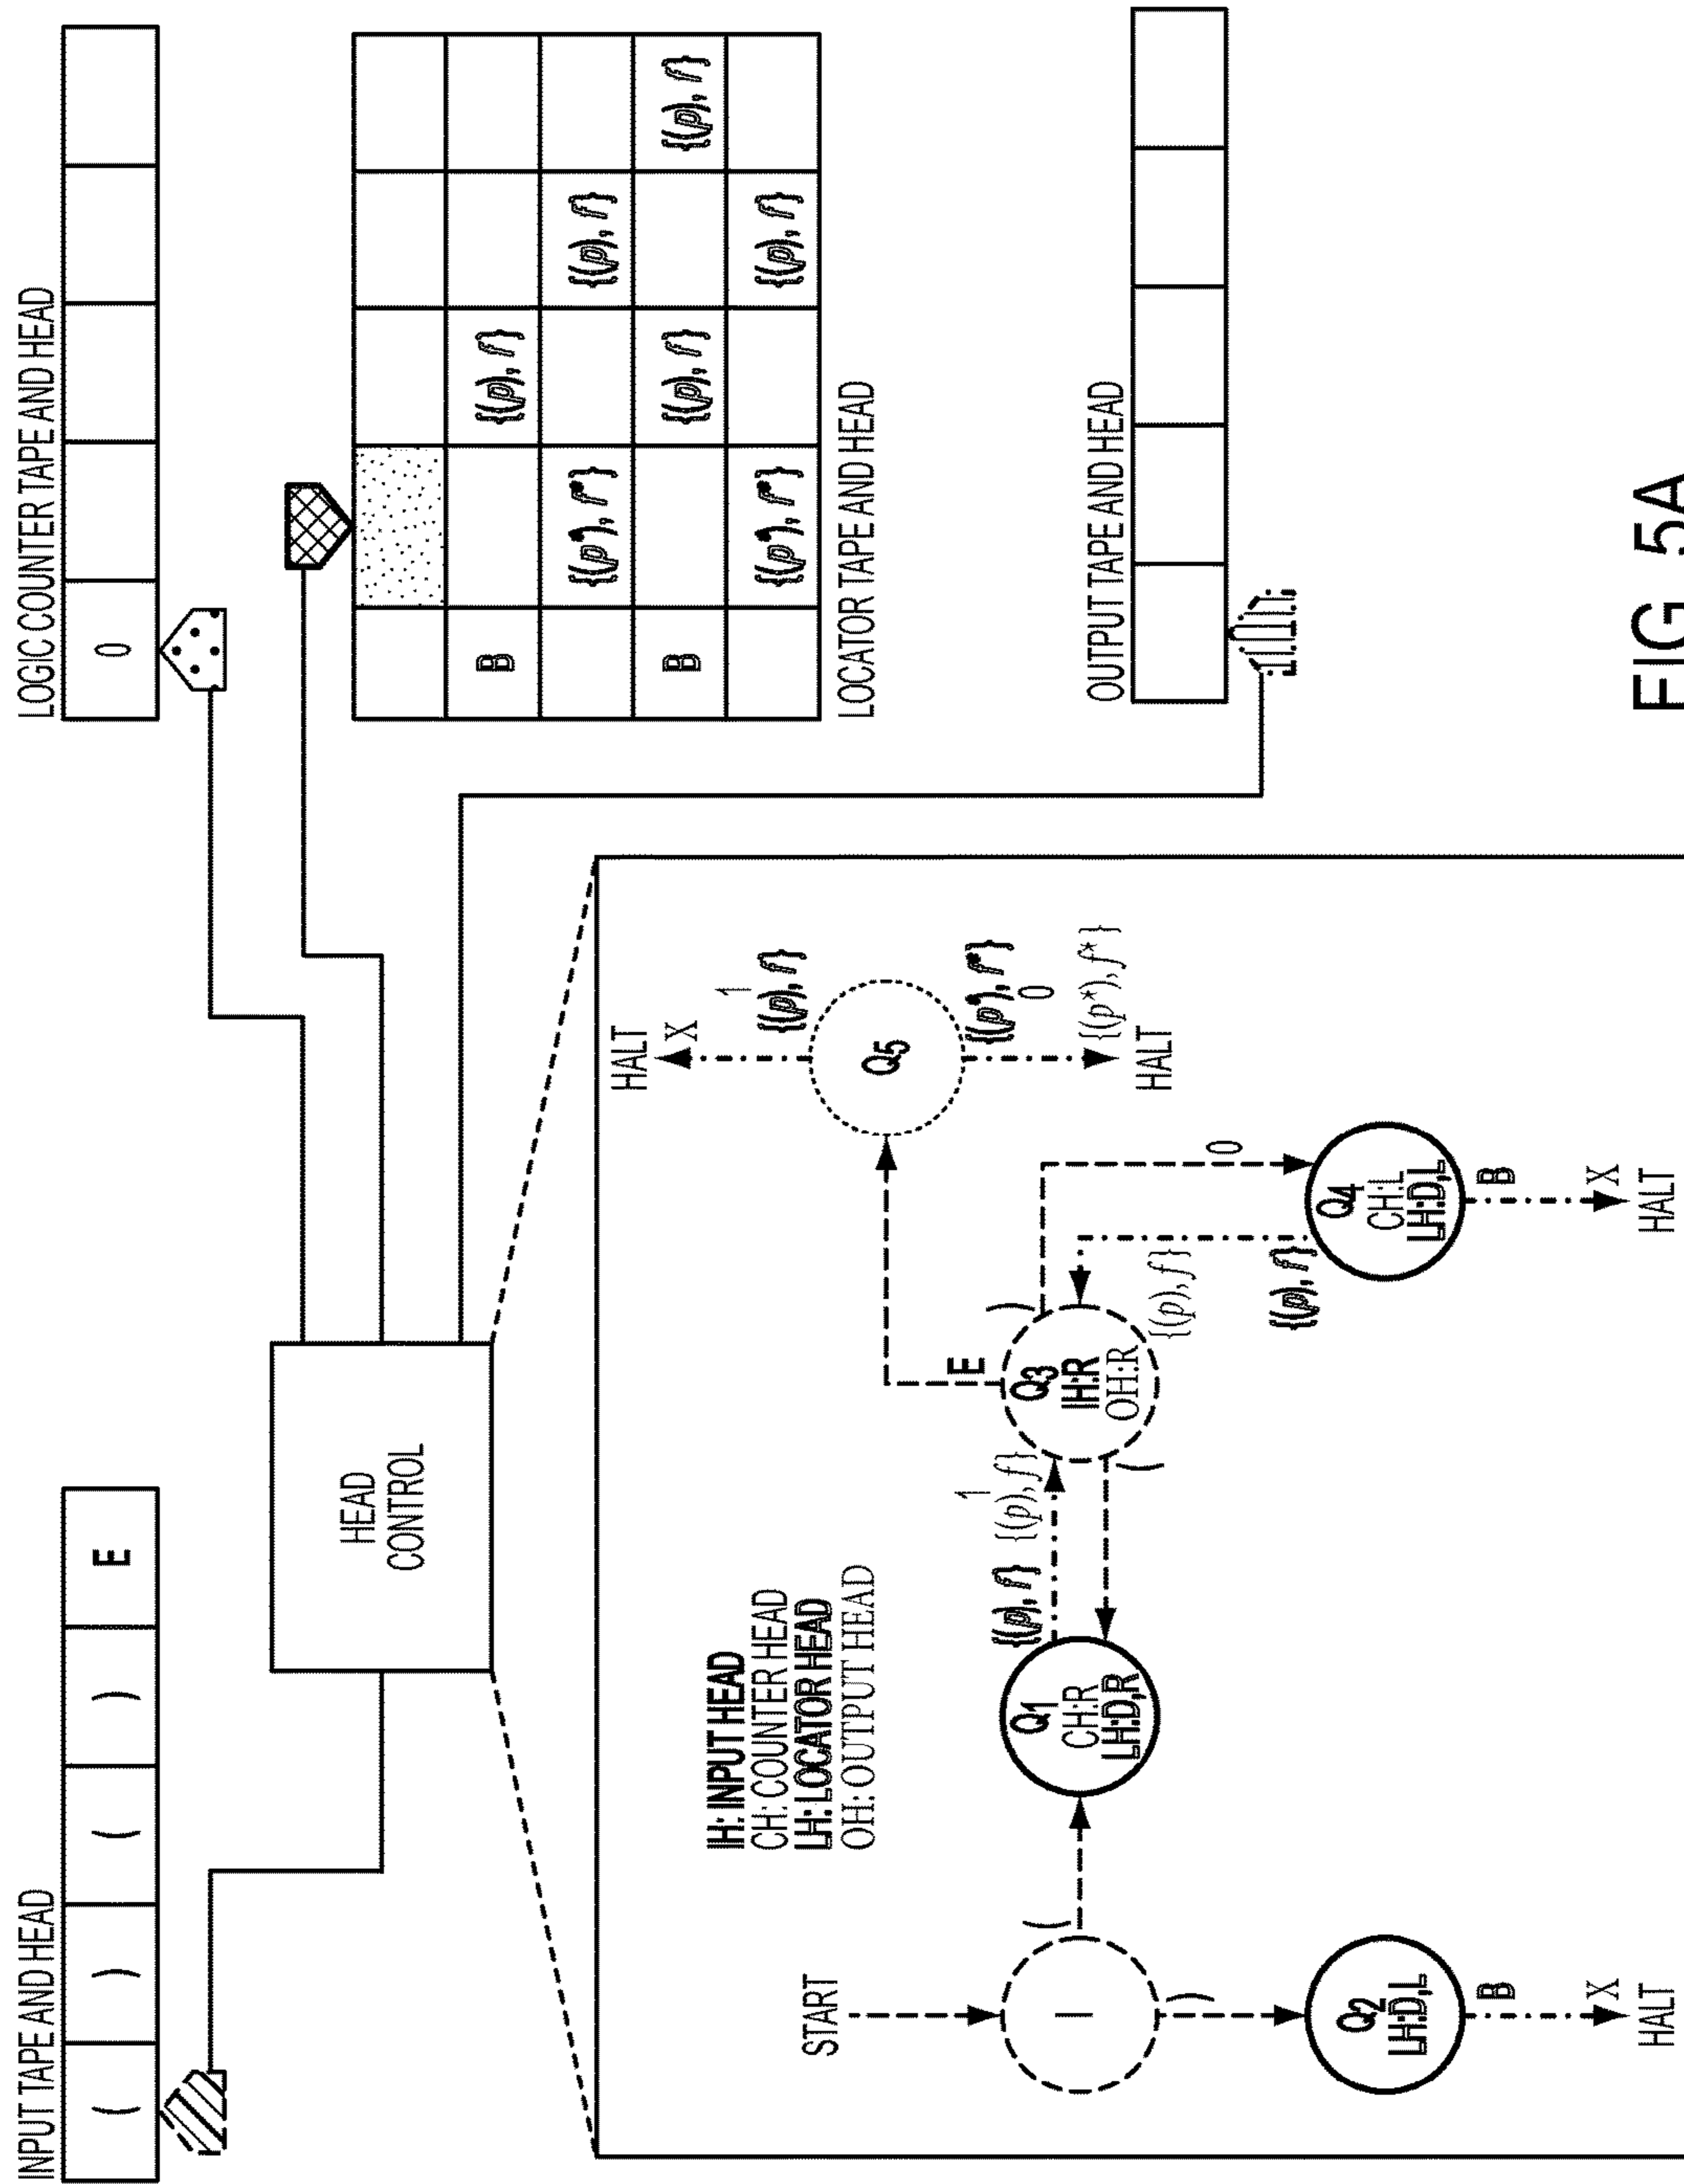 INPUT TAPE AND HEAD
( ) ( ) E
LOGIC COUNTER TAPE AND HEAD
0
HEAD
CONTROL
B {(p), f}
{(p*), f*} {(p), f}
B {(p), f} {(p), f}
{(p*), f*} {(p), f}
LOCATOR TAPE AND HEAD
OUTPUT TAPE AND HEAD
IH: INPUT HEAD
CH: COUNTER HEAD
LH: LOCATOR HEAD
OH: OUTPUT HEAD
START
I
(
)
Q1
CH:R
LH:D,R
{(p), f}
1
{(p), f}
(
Q2
LH:D,L
B
X
HALT
Q3
IH:R
OH:R
E
)
0
{(p), f}
{(p), f}
Q4
CH:L
LH:D,L
B
X
HALT
HALT
X
1
{(p), f}
Q5
{(p*), f*}
0
{(p*), f*}
HALT
FIG. 5A